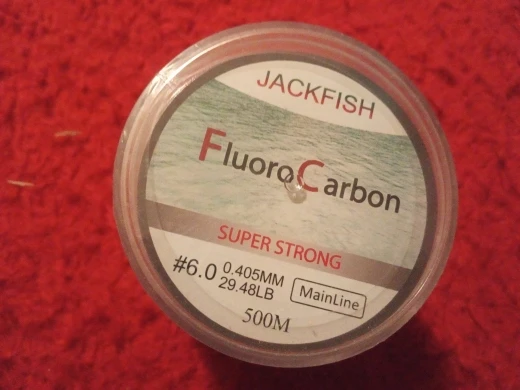 JACKFISH
FluoroCarbon
SUPER STRONG
#6.0 0.405MM
29.48LB
MainLine
500M